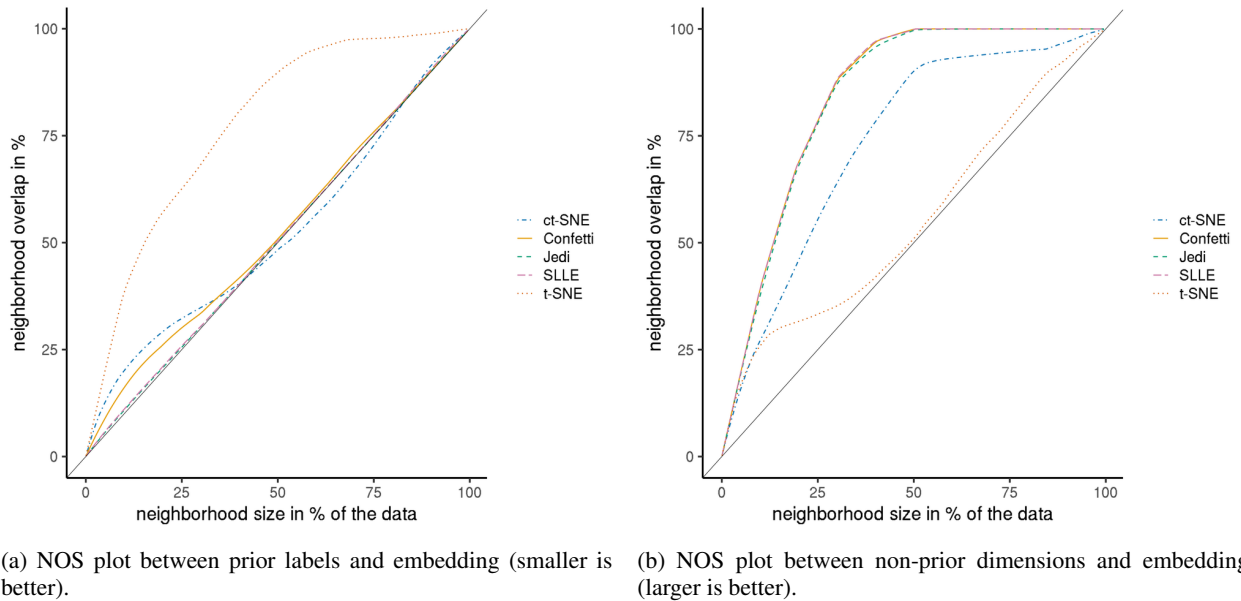 100
75
50
25
0
neighborhood overlap in %
0 25 50 75 100
neighborhood size in % of the data
ct-SNE
Confetti
Jedi
SLLE
t-SNE
100
75
50
25
0
neighborhood overlap in %
0 25 50 75 100
neighborhood size in % of the data
ct-SNE
Confetti
Jedi
SLLE
t-SNE
(a) NOS plot between prior labels and embedding (smaller is
better).
(b) NOS plot between non-prior dimensions and embedding
(larger is better).